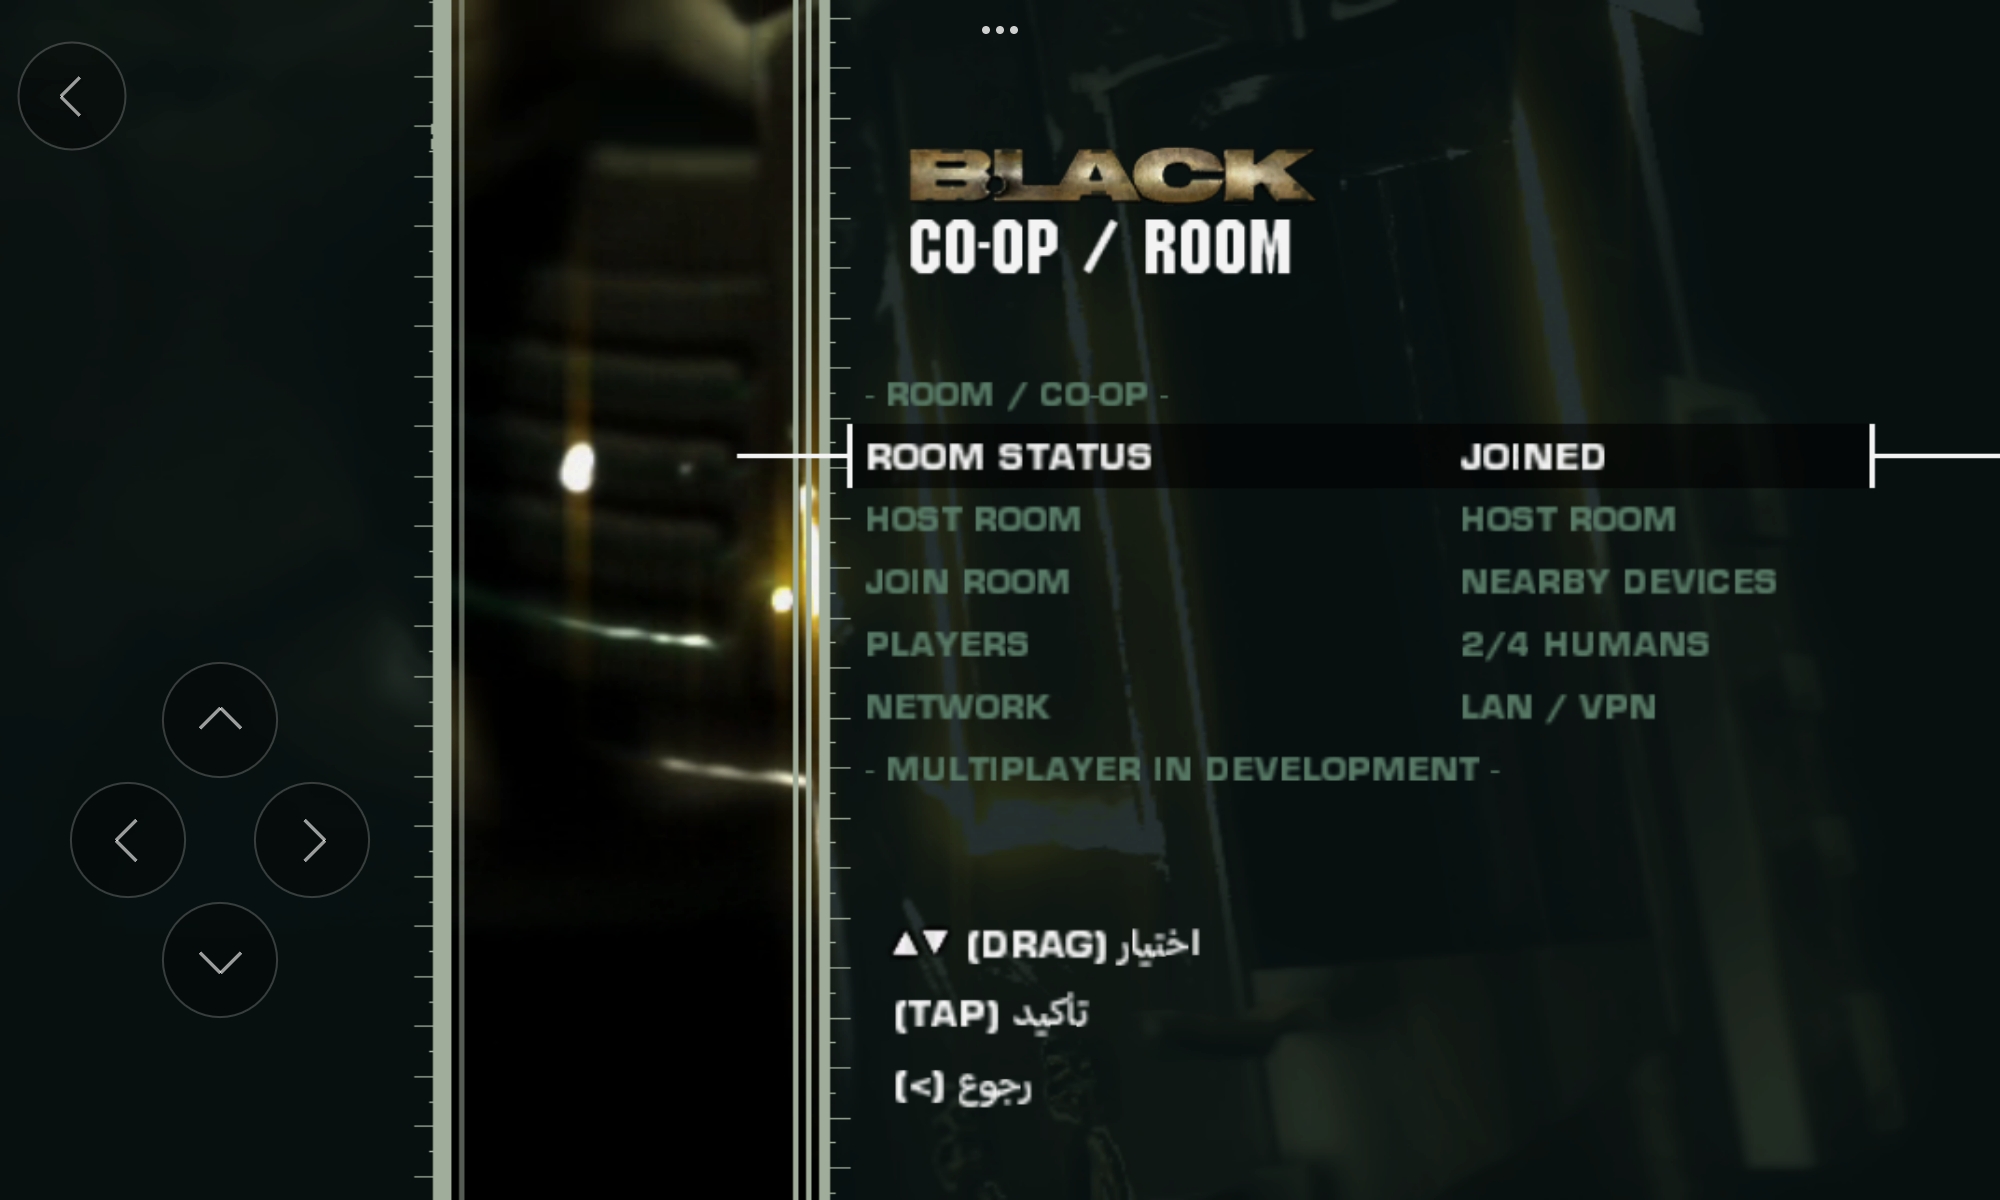 BLACK
CO-OP / ROOM
- ROOM / CO-OP -
ROOM STATUS JOINED
HOST ROOM HOST ROOM
JOIN ROOM NEARBY DEVICES
PLAYERS 2/4 HUMANS
NETWORK LAN / VPN
- MULTIPLAYER IN DEVELOPMENT -
▲▼ (DRAG) اختيار
(TAP) تأكيد
(<) رجوع